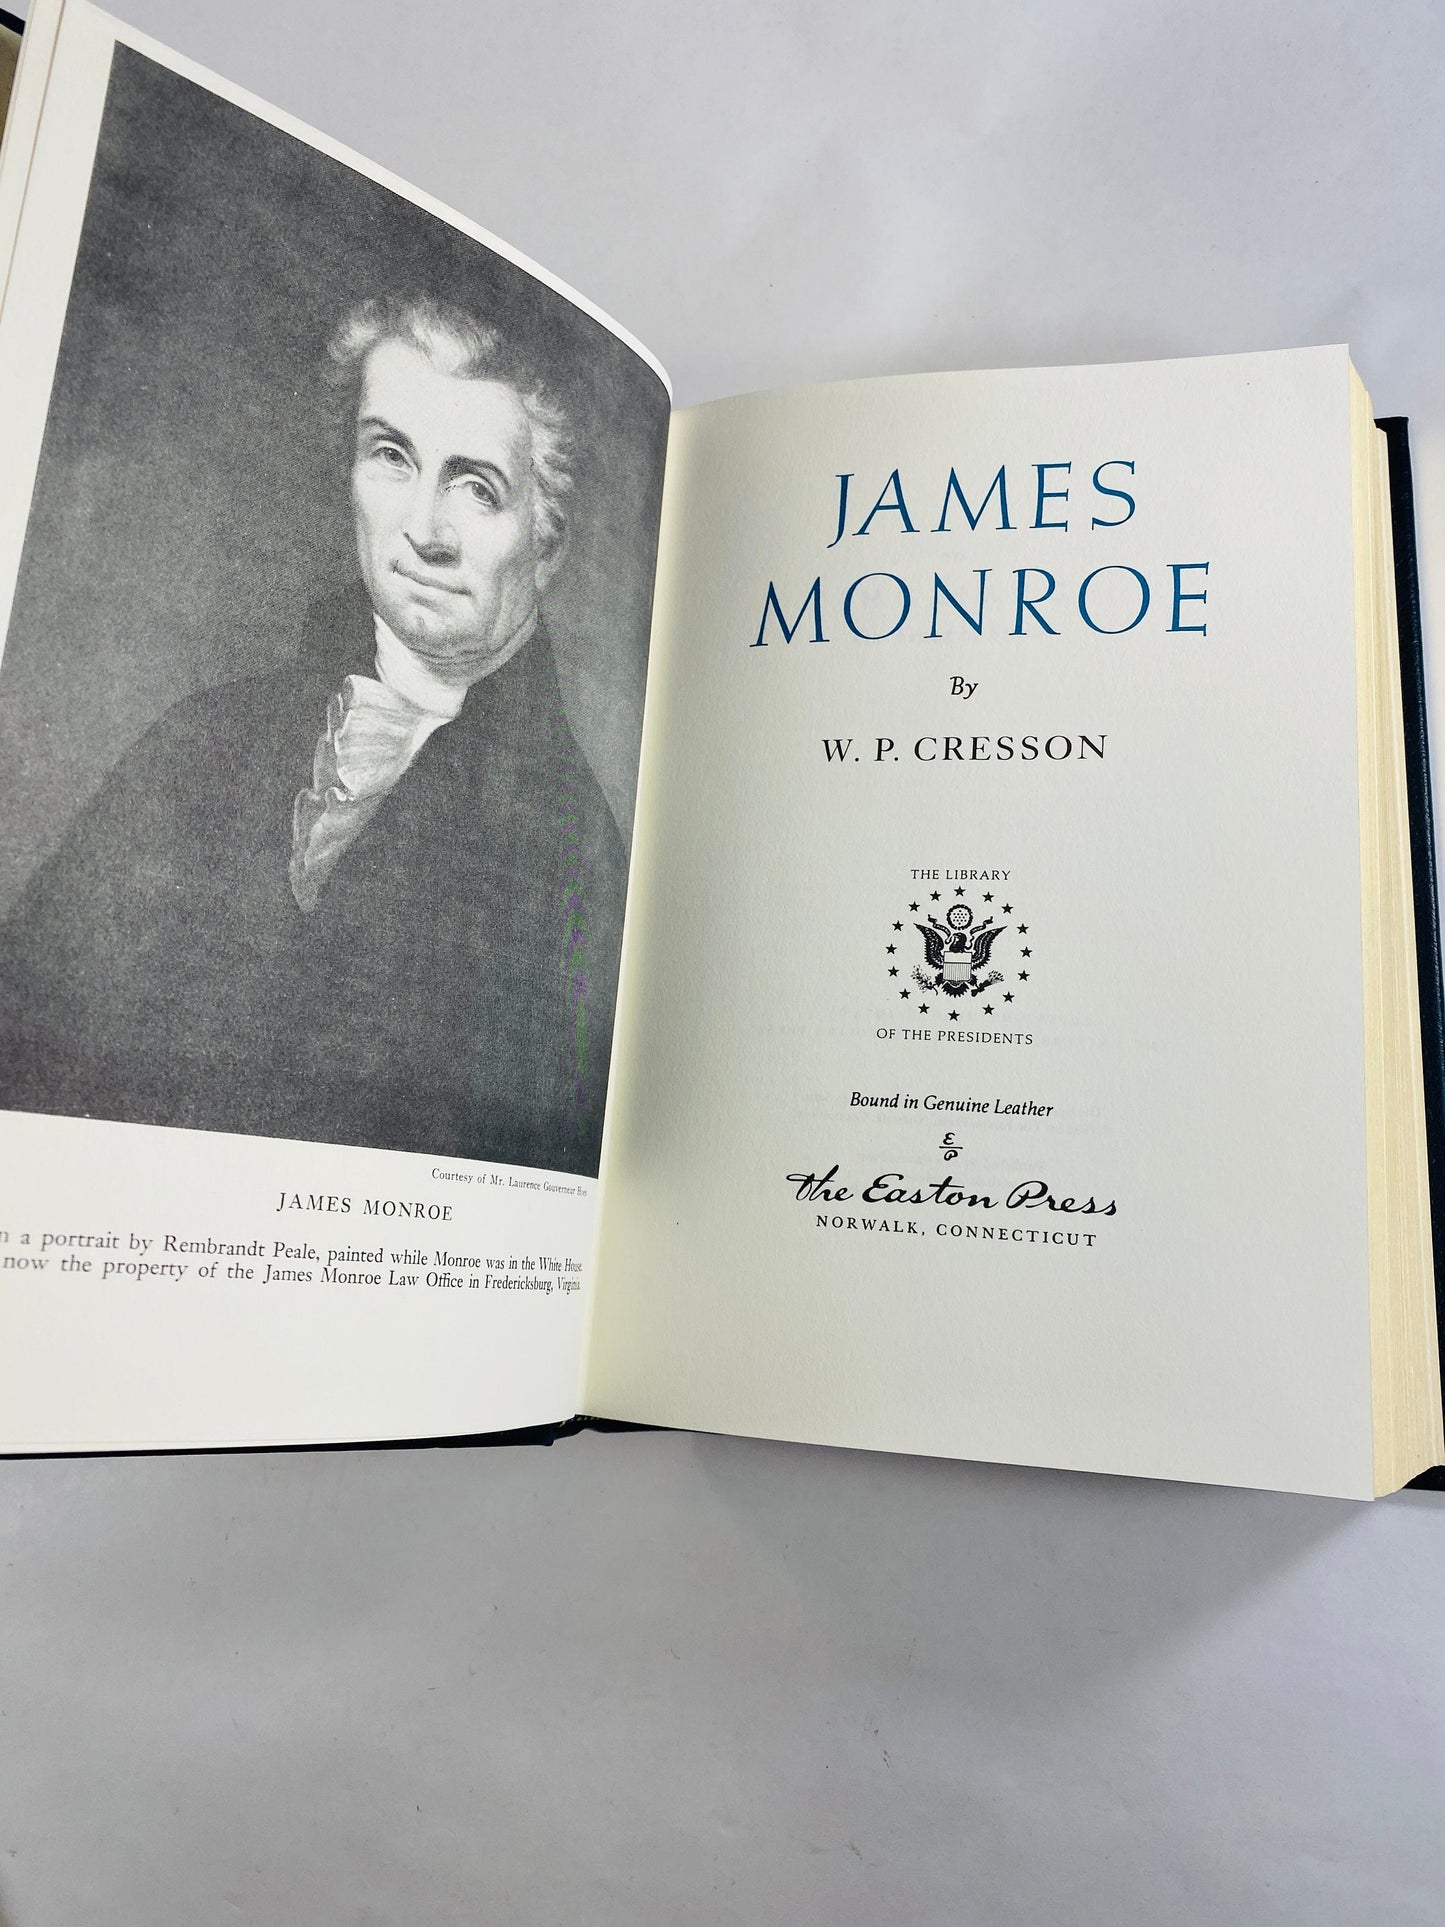 Courtesy of Mr. Laurence Gouverneur Hoes
JAMES MONROE
a portrait by Rembrandt Peale, painted while Monroe was in the White House.
now the property of the James Monroe Law Office in Fredericksburg, Virginia.
JAMES
MONROE
By
W. P. CRESSON
THE LIBRARY
OF THE PRESIDENTS
Bound in Genuine Leather
E
P
The Easton Press
NORWALK, CONNECTICUT